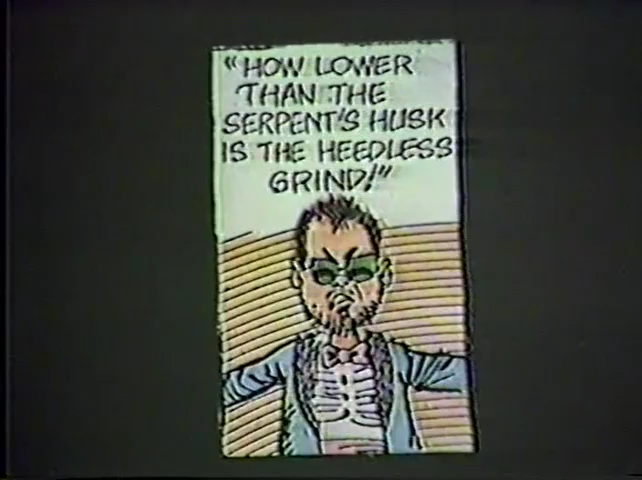 "HOW LOWER
THAN THE
SERPENT'S HUSK
IS THE HEEDLESS
GRIND!"